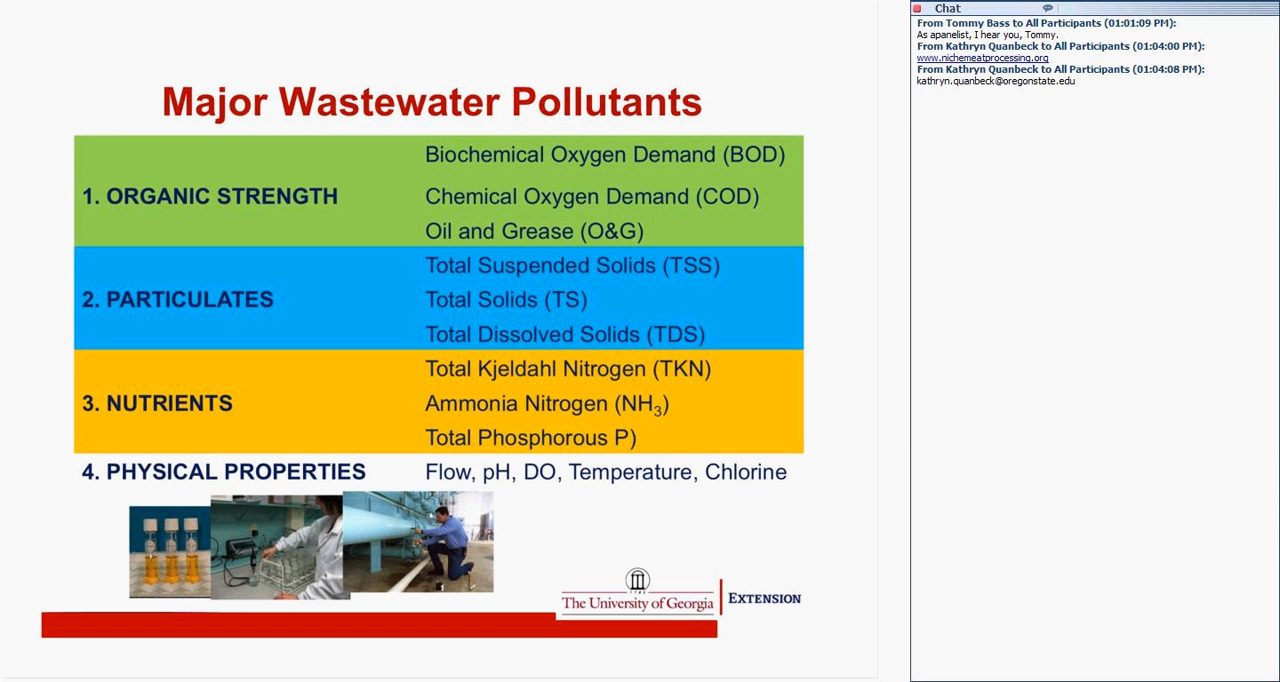 Major Wastewater Pollutants
1. ORGANIC STRENGTH
Biochemical Oxygen Demand (BOD)
Chemical Oxygen Demand (COD)
Oil and Grease (O&G)
2. PARTICULATES
Total Suspended Solids (TSS)
Total Solids (TS)
Total Dissolved Solids (TDS)
3. NUTRIENTS
Total Kjeldahl Nitrogen (TKN)
Ammonia Nitrogen (NH₃)
Total Phosphorous P)
4. PHYSICAL PROPERTIES
Flow, pH, DO, Temperature, Chlorine
The University of Georgia
EXTENSION
Chat
From Tommy Bass to All Participants (01:01:09 PM):
As apanelist, I hear you, Tommy.
From Kathryn Quanbeck to All Participants (01:04:00 PM):
www.nichemeatprocessing.org
From Kathryn Quanbeck to All Participants (01:04:08 PM):
kathryn.quanbeck@oregonstate.edu